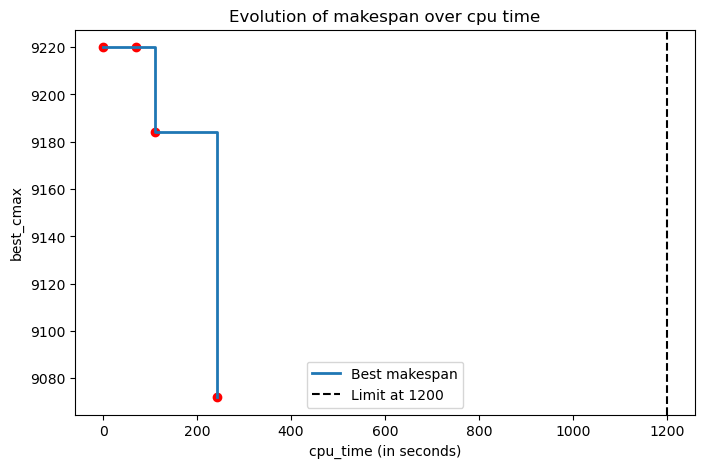 Evolution of makespan over cpu time
best_cmax
9220
9200
9180
9160
9140
9120
9100
9080
Best makespan
Limit at 1200
0 200 400 600 800 1000 1200
cpu_time (in seconds)